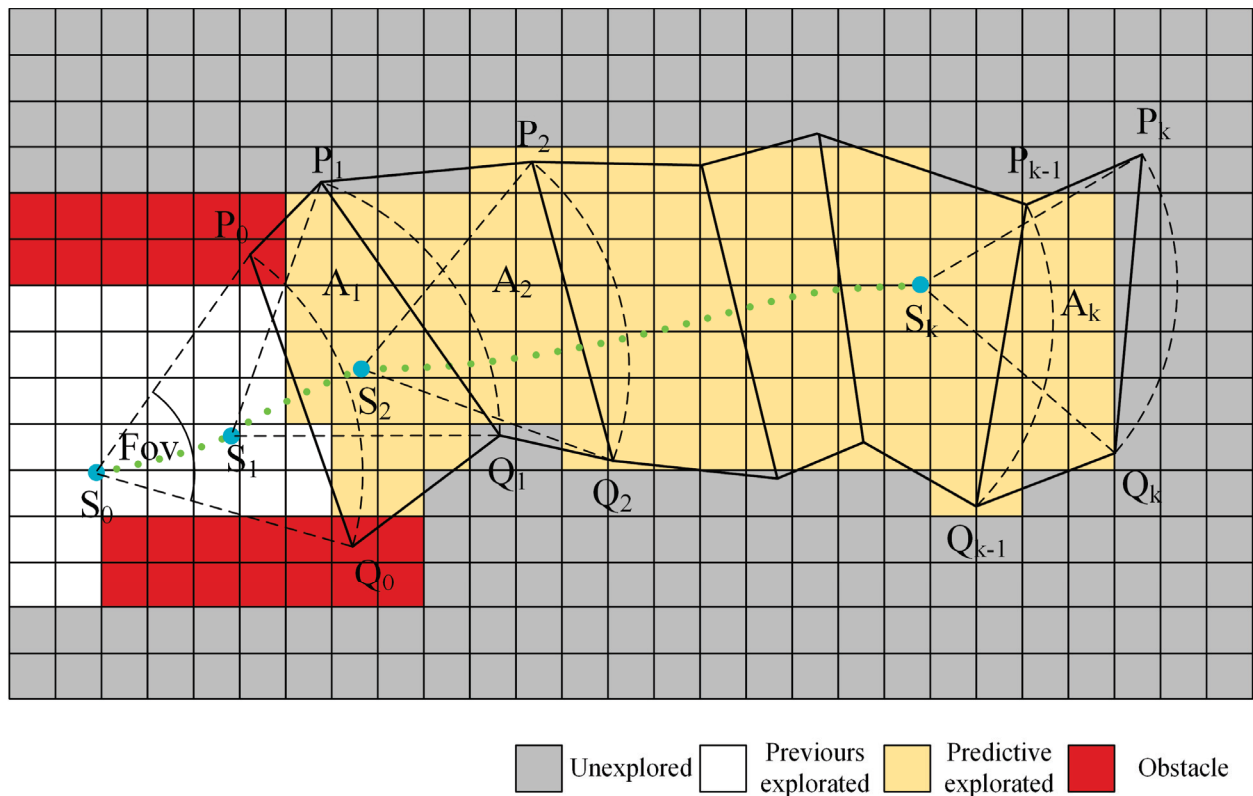 P₁
P₂
Pₖ₋₁
Pₖ
P₀
A₁
A₂
Aₖ
Sₖ
S₂
Fov
S₁
S₀
Q₁
Q₂
Qₖ
Qₖ₋₁
Q₀
Unexplored
Previours
explorated
Predictive
explorated
Obstacle